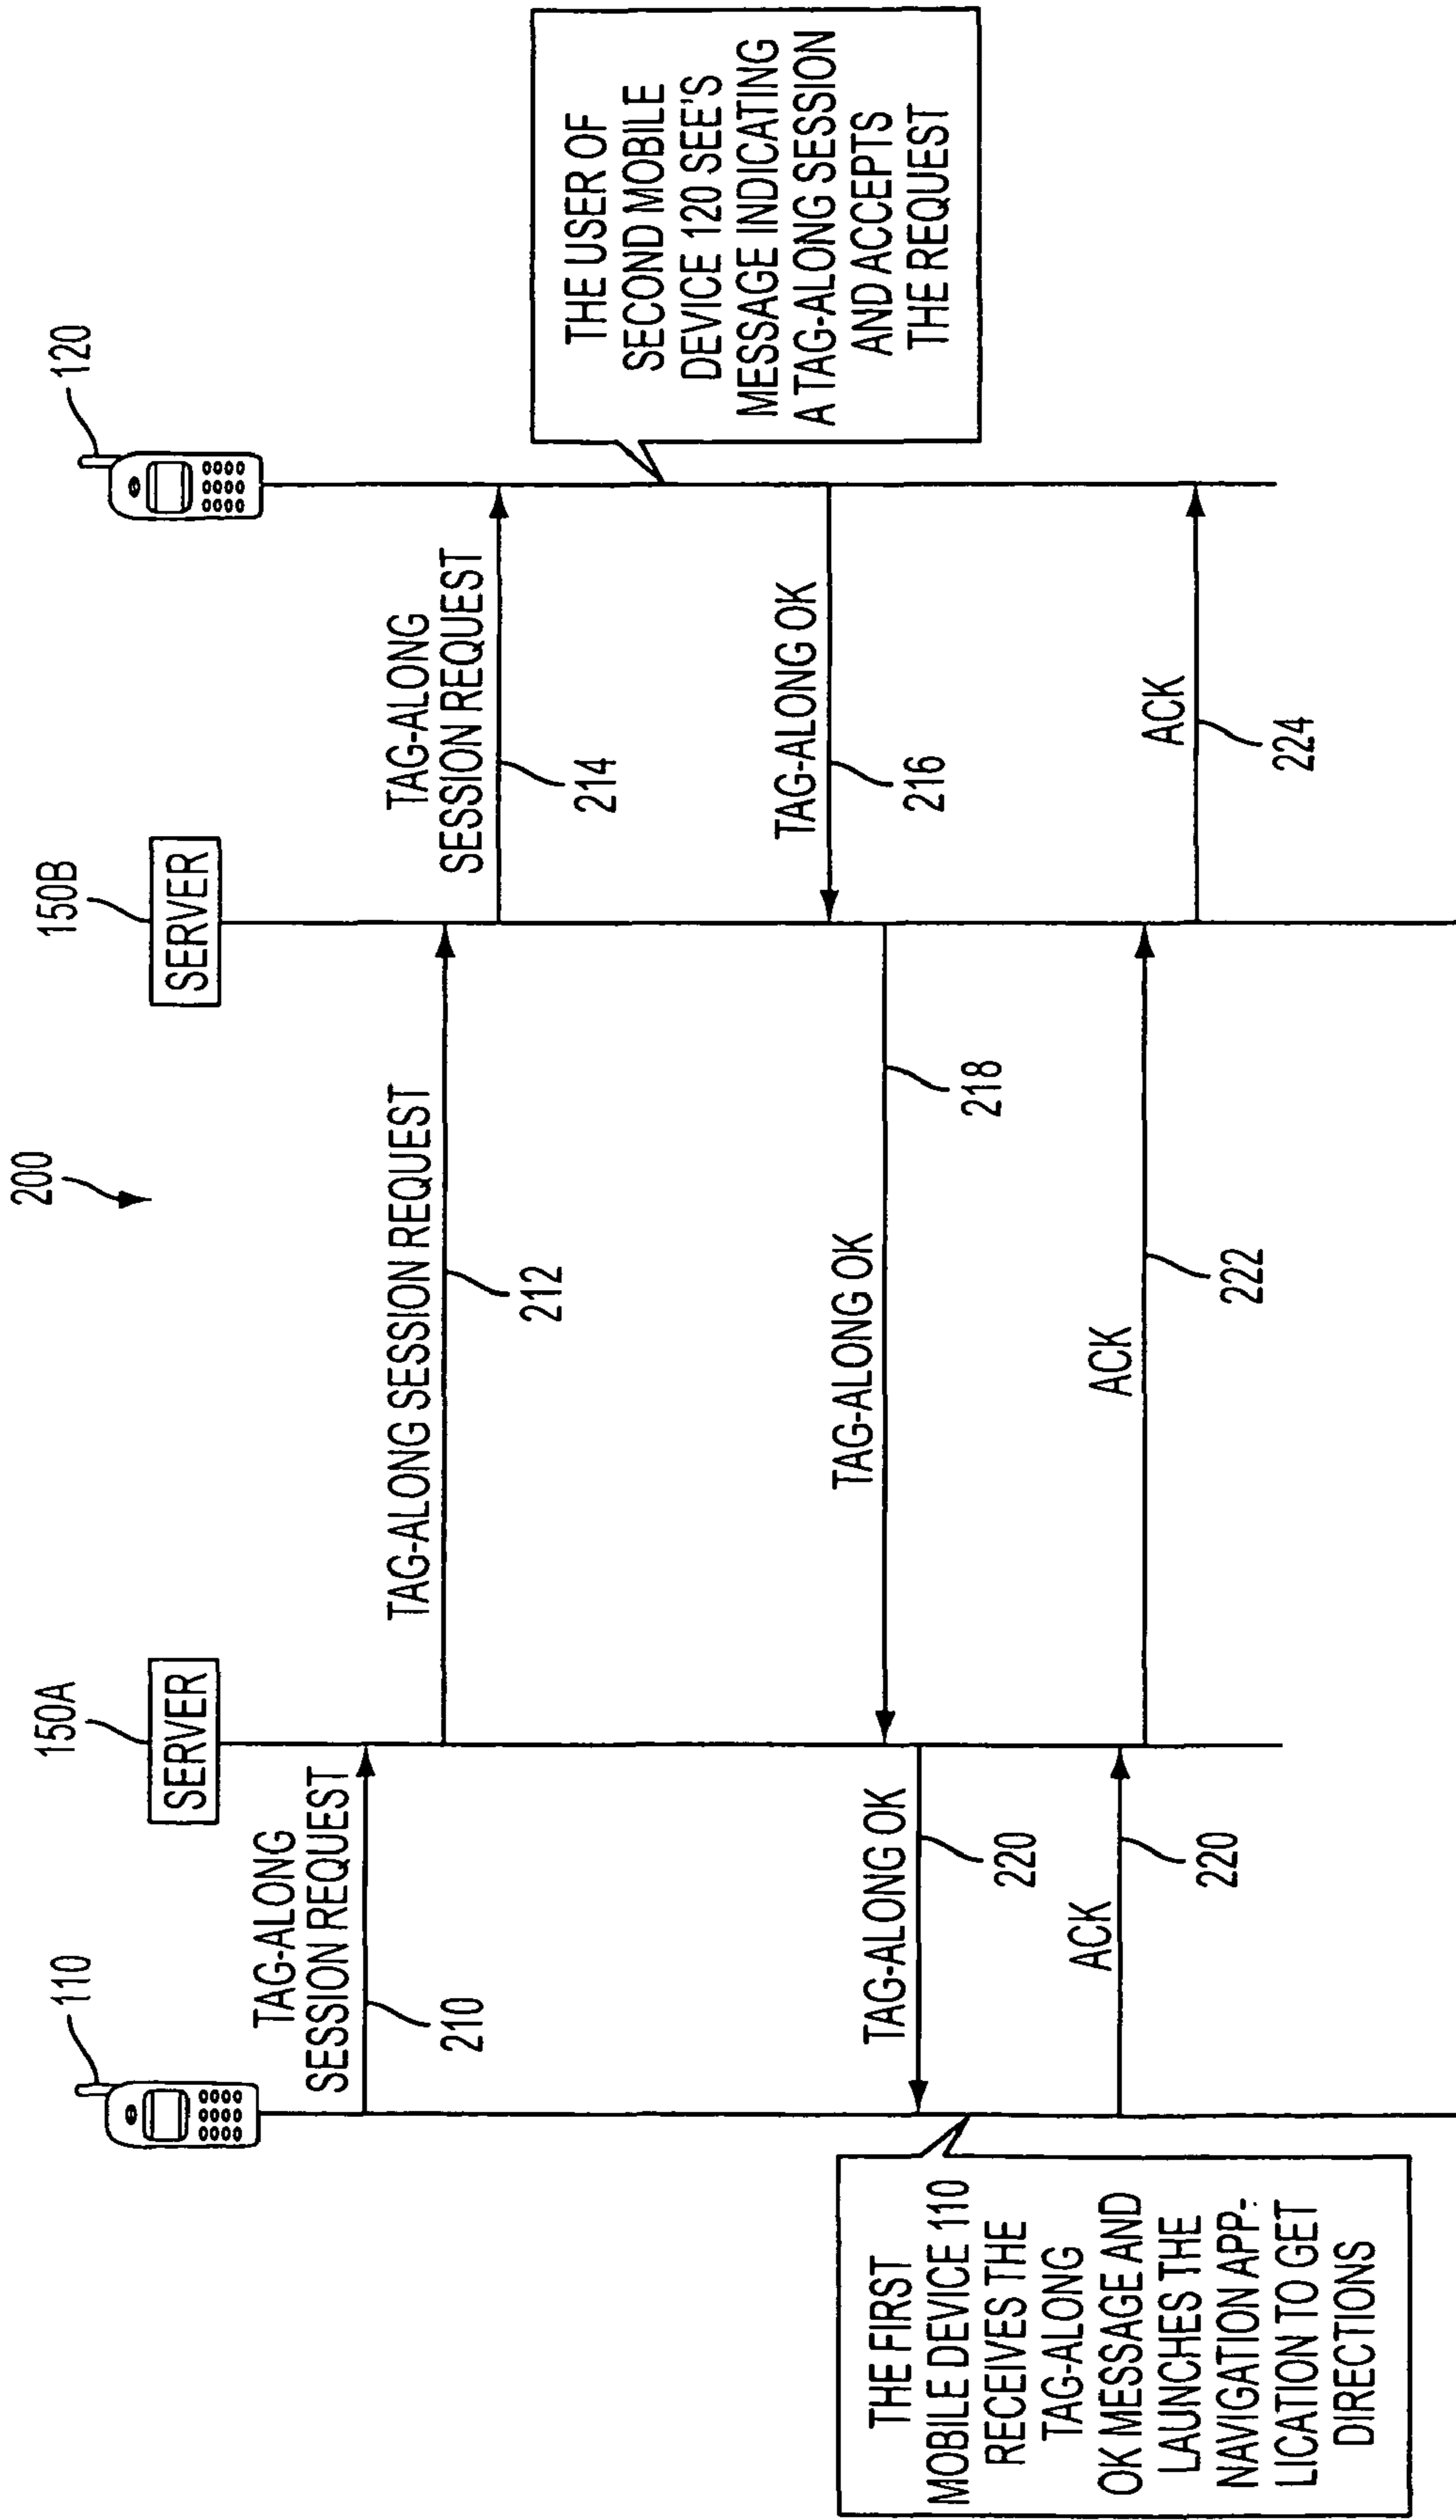 200
110
150A
150B
120
SERVER
SERVER
TAG-ALONG
SESSION REQUEST
210
TAG-ALONG SESSION REQUEST
212
TAG-ALONG
SESSION REQUEST
214
THE USER OF
SECOND MOBILE
DEVICE 120 SEE'S
MESSAGE INDICATING
A TAG-ALONG SESSION
AND ACCEPTS
THE REQUEST
TAG-ALONG OK
216
TAG-ALONG OK
218
TAG-ALONG OK
220
THE FIRST
MOBILE DEVICE 110
RECEIVES THE
TAG-ALONG
OK MESSAGE AND
LAUNCHES THE
NAVIGATION APP-
LICATION TO GET
DIRECTIONS
ACK
220
ACK
222
ACK
224